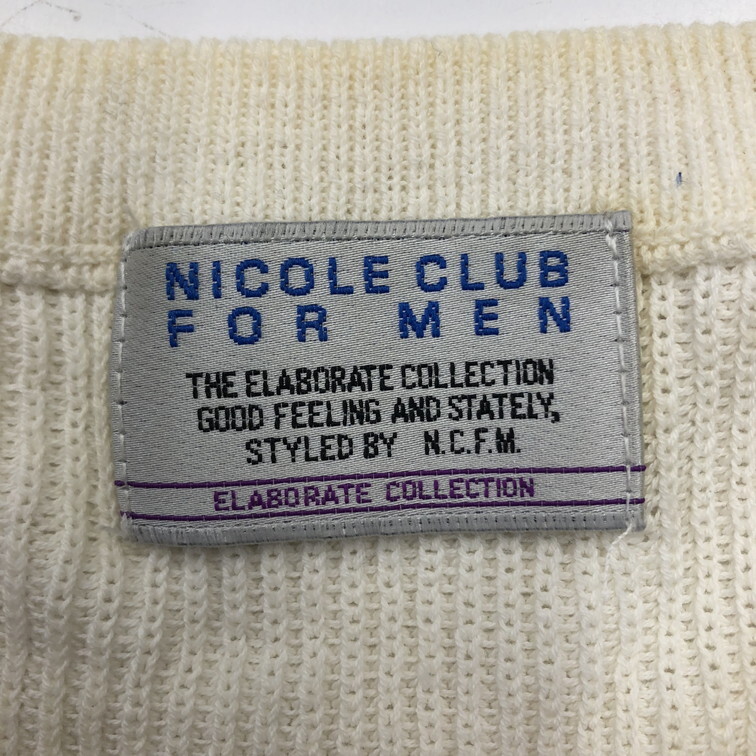 NICOLE CLUB
FOR MEN
THE ELABORATE COLLECTION
GOOD FEELING AND STATELY,
STYLED BY N.C.F.M.
ELABORATE COLLECTION